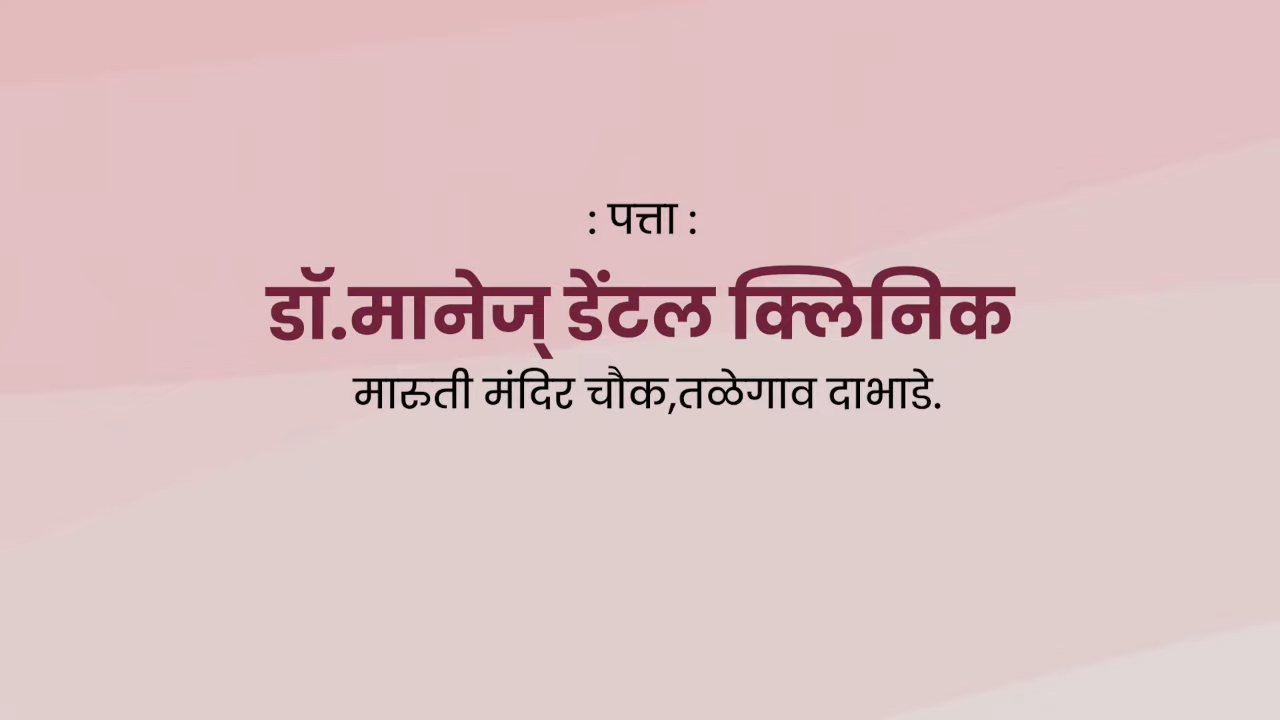 : पत्ता :
डॉ.मानेज् डेंटल क्लिनिक
मारुती मंदिर चौक,तळेगाव दाभाडे.